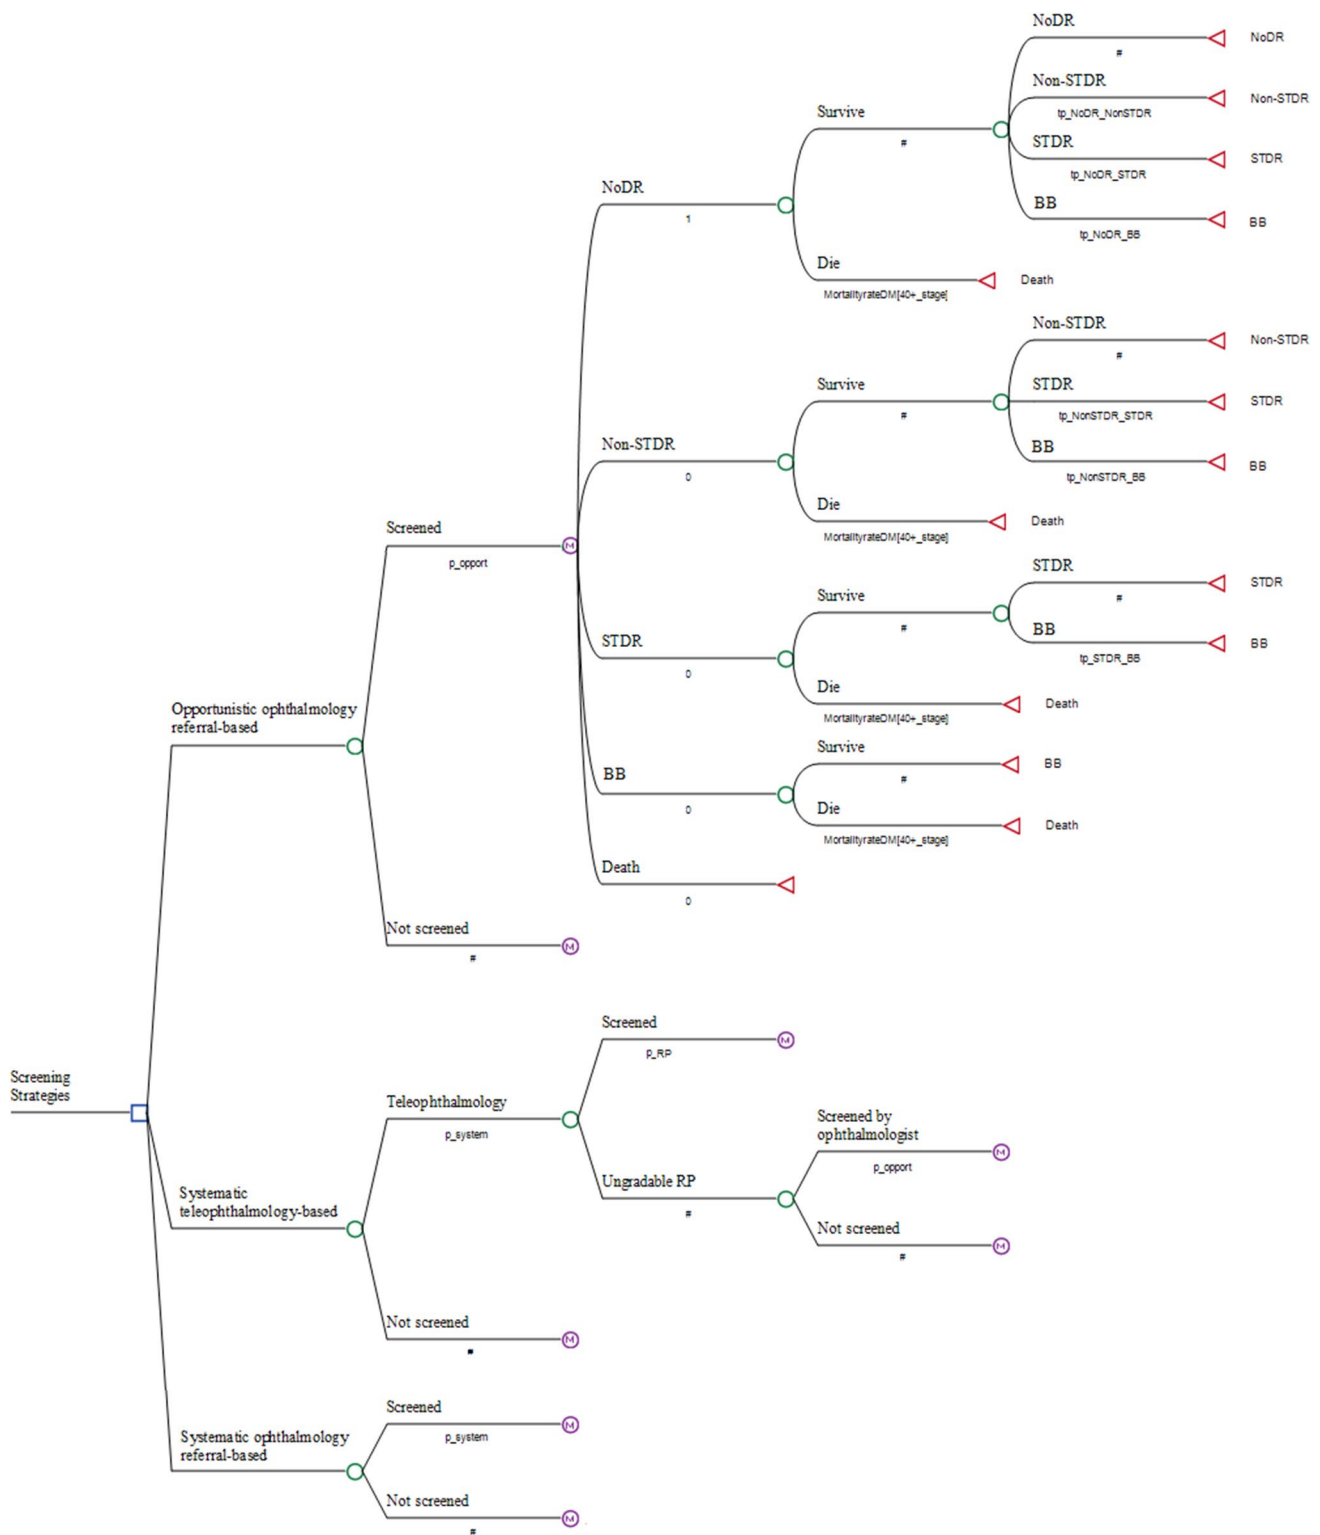 NoDR
NoDR
#
Non-STDR
Non-STDR
tp_NoDR_NonSTDR
Survive
#
STDR
STDR
tp_NoDR_STDR
NoDR
1
BB
BB
tp_NoDR_BB
Die
Death
MortalityrateDM[40+_stage]
Non-STDR
Non-STDR
#
Survive
#
STDR
STDR
tp_NonSTDR_STDR
Non-STDR
0
BB
BB
tp_NonSTDR_BB
Die
Death
MortalityrateDM[40+_stage]
Screened
p_opport
STDR
STDR
#
Survive
#
BB
BB
tp_STDR_BB
STDR
0
Die
Death
MortalityrateDM[40+_stage]
Opportunistic ophthalmology
referral-based
Survive
BB
#
BB
0
Die
Death
MortalityrateDM[40+_stage]
Death
0
Not screened
#
Screened
p_RP
Screening
Strategies
Teleophthalmology
p_system
Screened by
ophthalmologist
p_opport
Ungradable RP
#
Systematic
teleophthalmology-based
Not screened
#
Not screened
#
Screened
p_system
Systematic ophthalmology
referral-based
Not screened
#